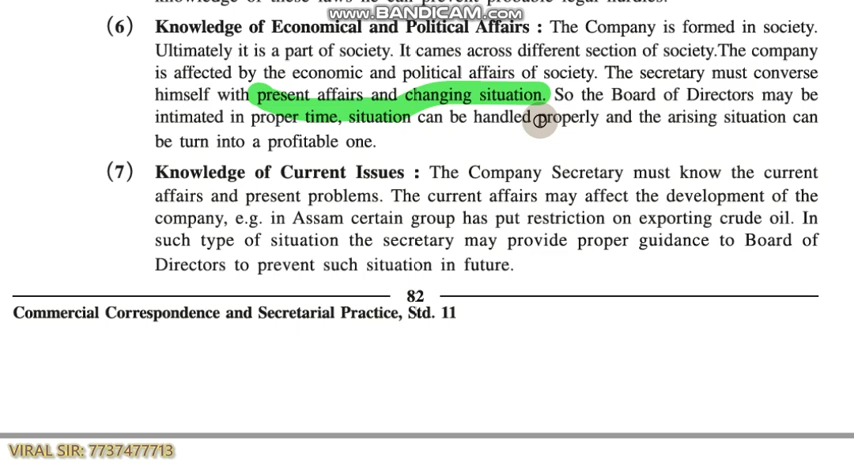 www.BANDICAM.com
(6) Knowledge of Economical and Political Affairs : The Company is formed in society.
Ultimately it is a part of society. It cames across different section of society.The company
is affected by the economic and political affairs of society. The secretary must converse
himself with present affairs and changing situation. So the Board of Directors may be
intimated in proper time, situation can be handled properly and the arising situation can
be turn into a profitable one.
(7) Knowledge of Current Issues : The Company Secretary must know the current
affairs and present problems. The current affairs may affect the development of the
company, e.g. in Assam certain group has put restriction on exporting crude oil. In
such type of situation the secretary may provide proper guidance to Board of
Directors to prevent such situation in future.
82
Commercial Correspondence and Secretarial Practice, Std. 11
VIRAL SIR: 7737477713